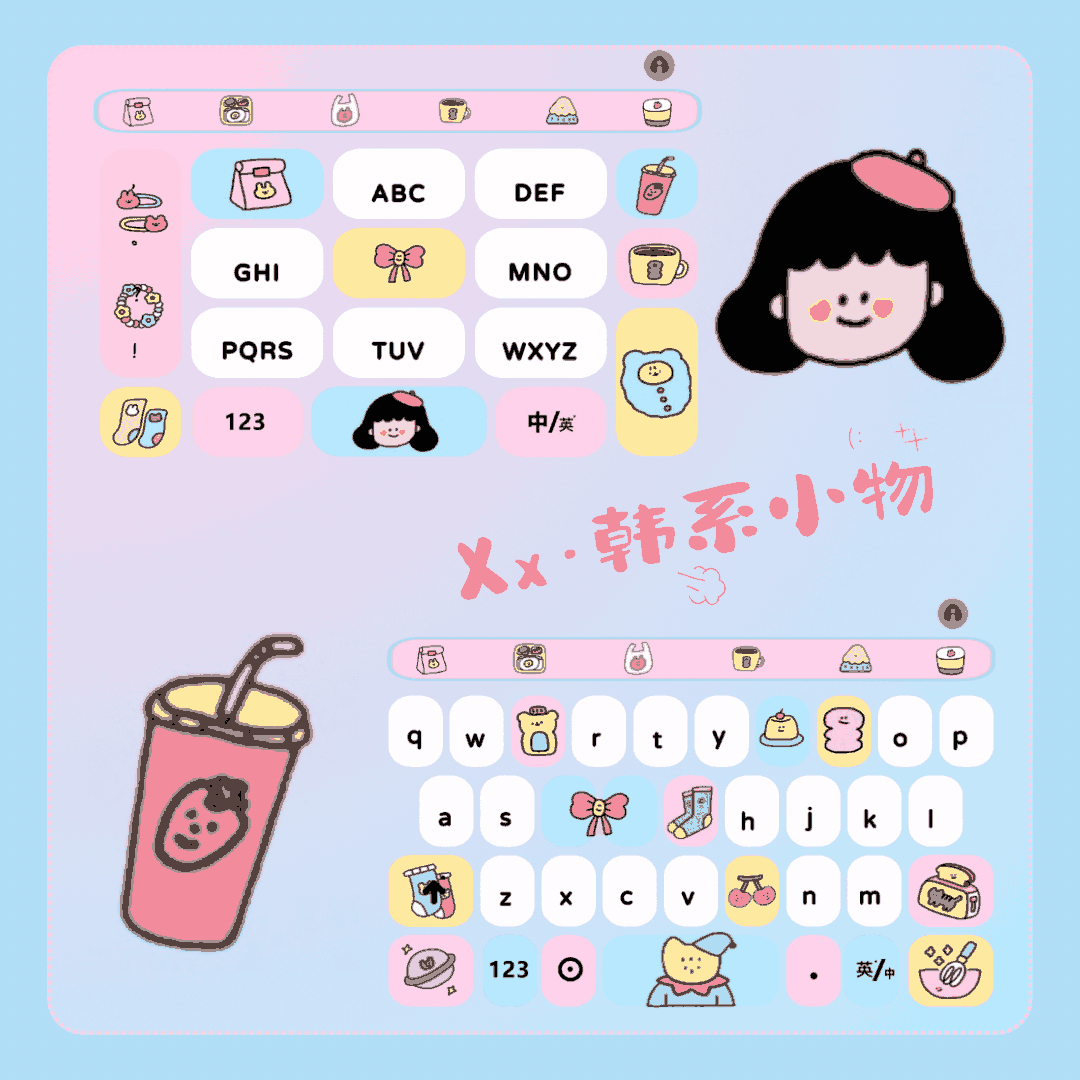 ABC DEF
GHI MNO
PQRS TUV WXYZ
!
123 中/英
Xx·韩系小物
q w r t y o p
a s h j k l
z x c v n m
123 . 英/中